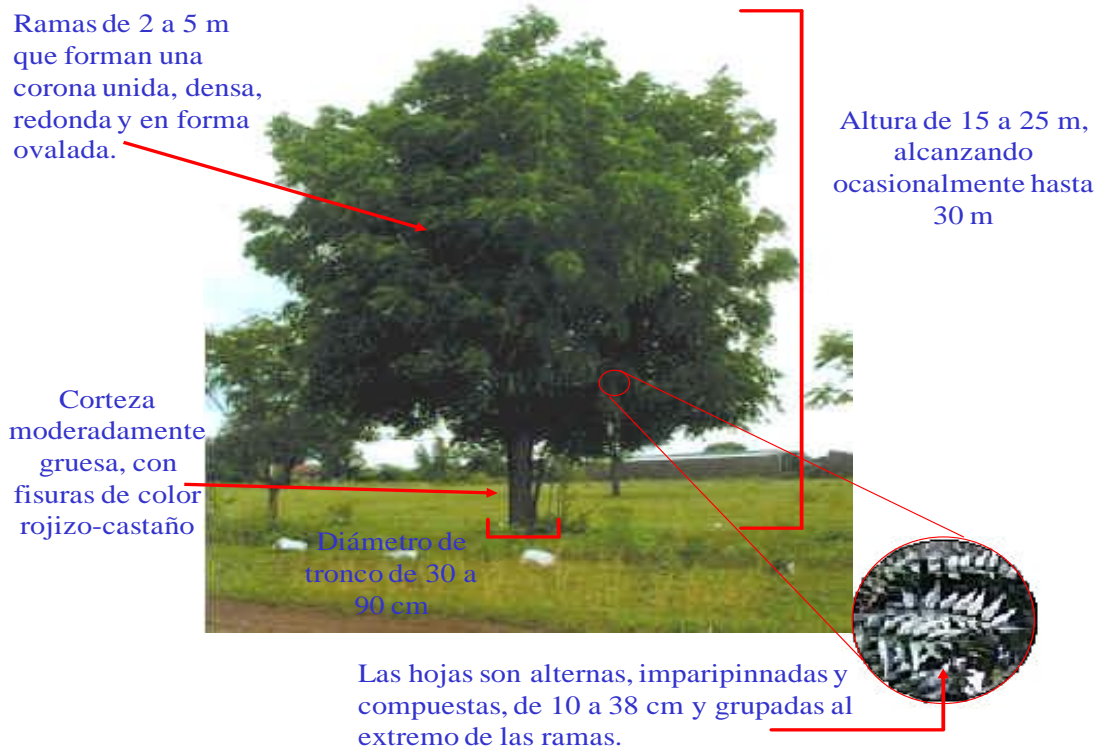 Ramas de 2 a 5 m
que forman una
corona unida, densa,
redonda y en forma
ovalada.
Altura de 15 a 25 m,
alcanzando
ocasionalmente hasta
30 m
Corteza
moderadamente
gruesa, con
fisuras de color
rojizo-castaño
Diámetro de
tronco de 30 a
90 cm
Las hojas son alternas, imparipinnadas y
compuestas, de 10 a 38 cm y grupadas al
extremo de las ramas.